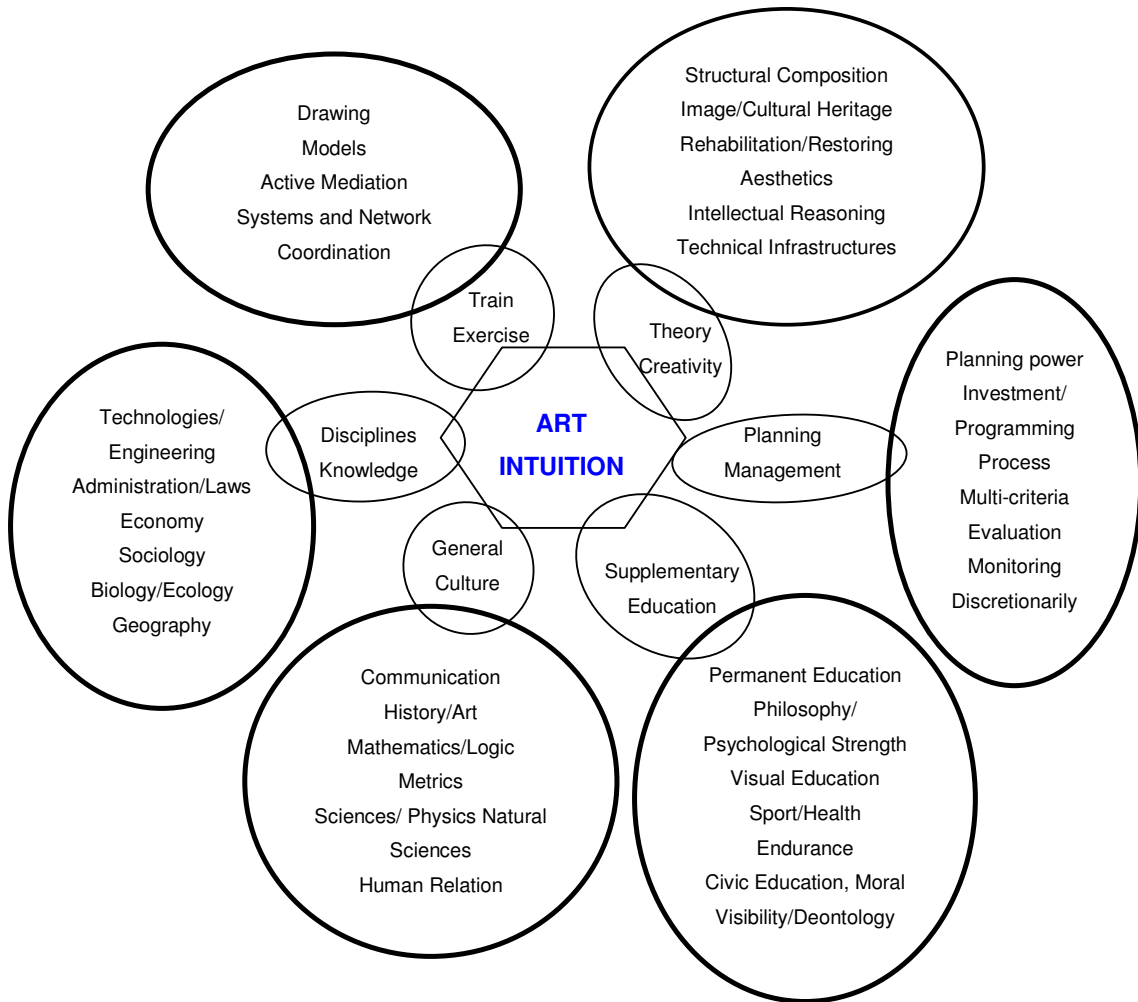 Drawing
Models
Active Mediation
Systems and Network
Coordination
Structural Composition
Image/Cultural Heritage
Rehabilitation/Restoring
Aesthetics
Intellectual Reasoning
Technical Infrastructures
Train
Exercise
Theory
Creativity
Technologies/
Engineering
Administration/Laws
Economy
Sociology
Biology/Ecology
Geography
Disciplines
Knowledge
ART
INTUITION
Planning
Management
Planning power
Investment/
Programming
Process
Multi-criteria
Evaluation
Monitoring
Discretionarily
General
Culture
Supplementary
Education
Communication
History/Art
Mathematics/Logic
Metrics
Sciences/ Physics Natural
Sciences
Human Relation
Permanent Education
Philosophy/
Psychological Strength
Visual Education
Sport/Health
Endurance
Civic Education, Moral
Visibility/Deontology